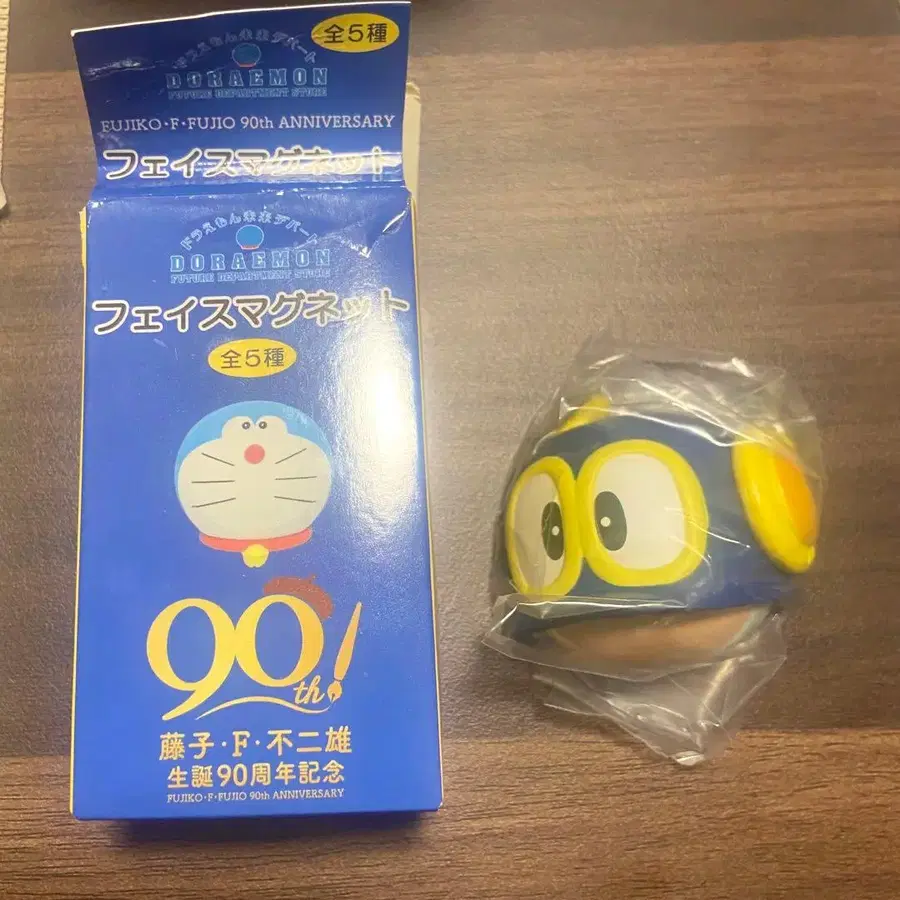 全5種
ドラえもん未来デパート
DORAEMON
FUTURE DEPARTMENT STORE
FUJIKO・F・FUJIO 90th ANNIVERSARY
フェイスマグネット
ドラえもん未来デパート
DORAEMON
FUTURE DEPARTMENT STORE
フェイスマグネット
全5種
90th!
藤子・F・不二雄
生誕90周年記念
FUJIKO・F・FUJIO 90th ANNIVERSARY